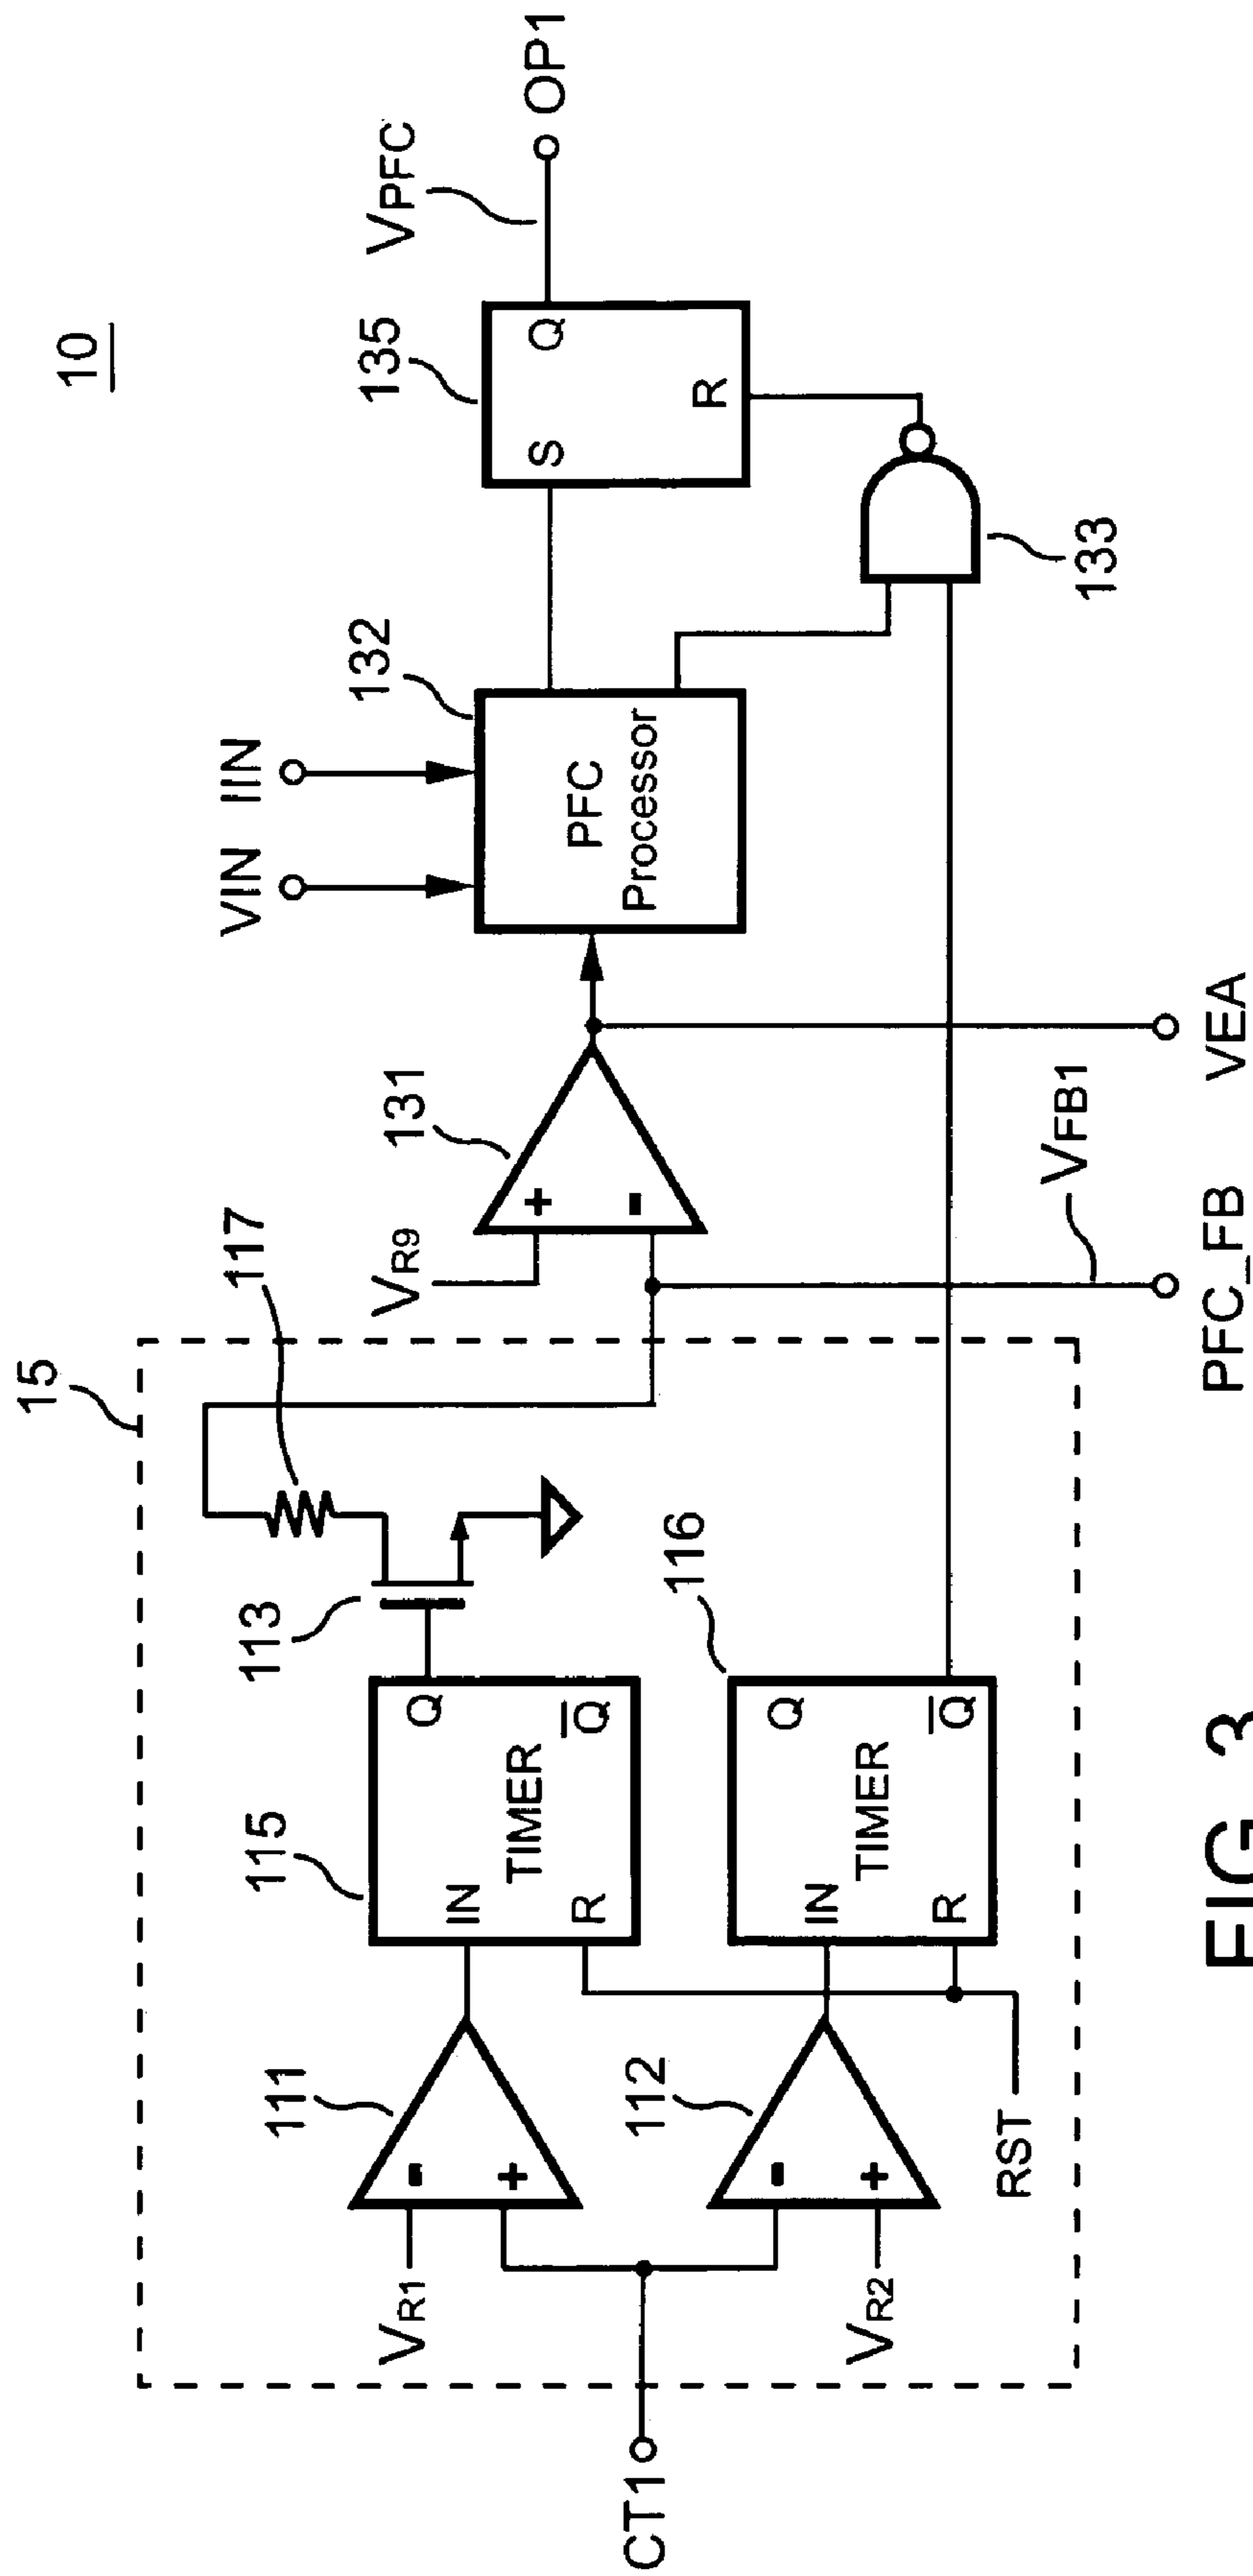 10
15
117
VIN
IIN
132
135
VPFC
OP1
VR9
131
+
-
PFC
Processor
S
Q
R
115
113
111
VR1
-
+
IN
TIMER
R
Q
Q̅
CT1
112
116
VR2
-
+
IN
TIMER
R
Q
Q̅
RST
133
VFB1
PFC_FB
VEA
FIG. 3